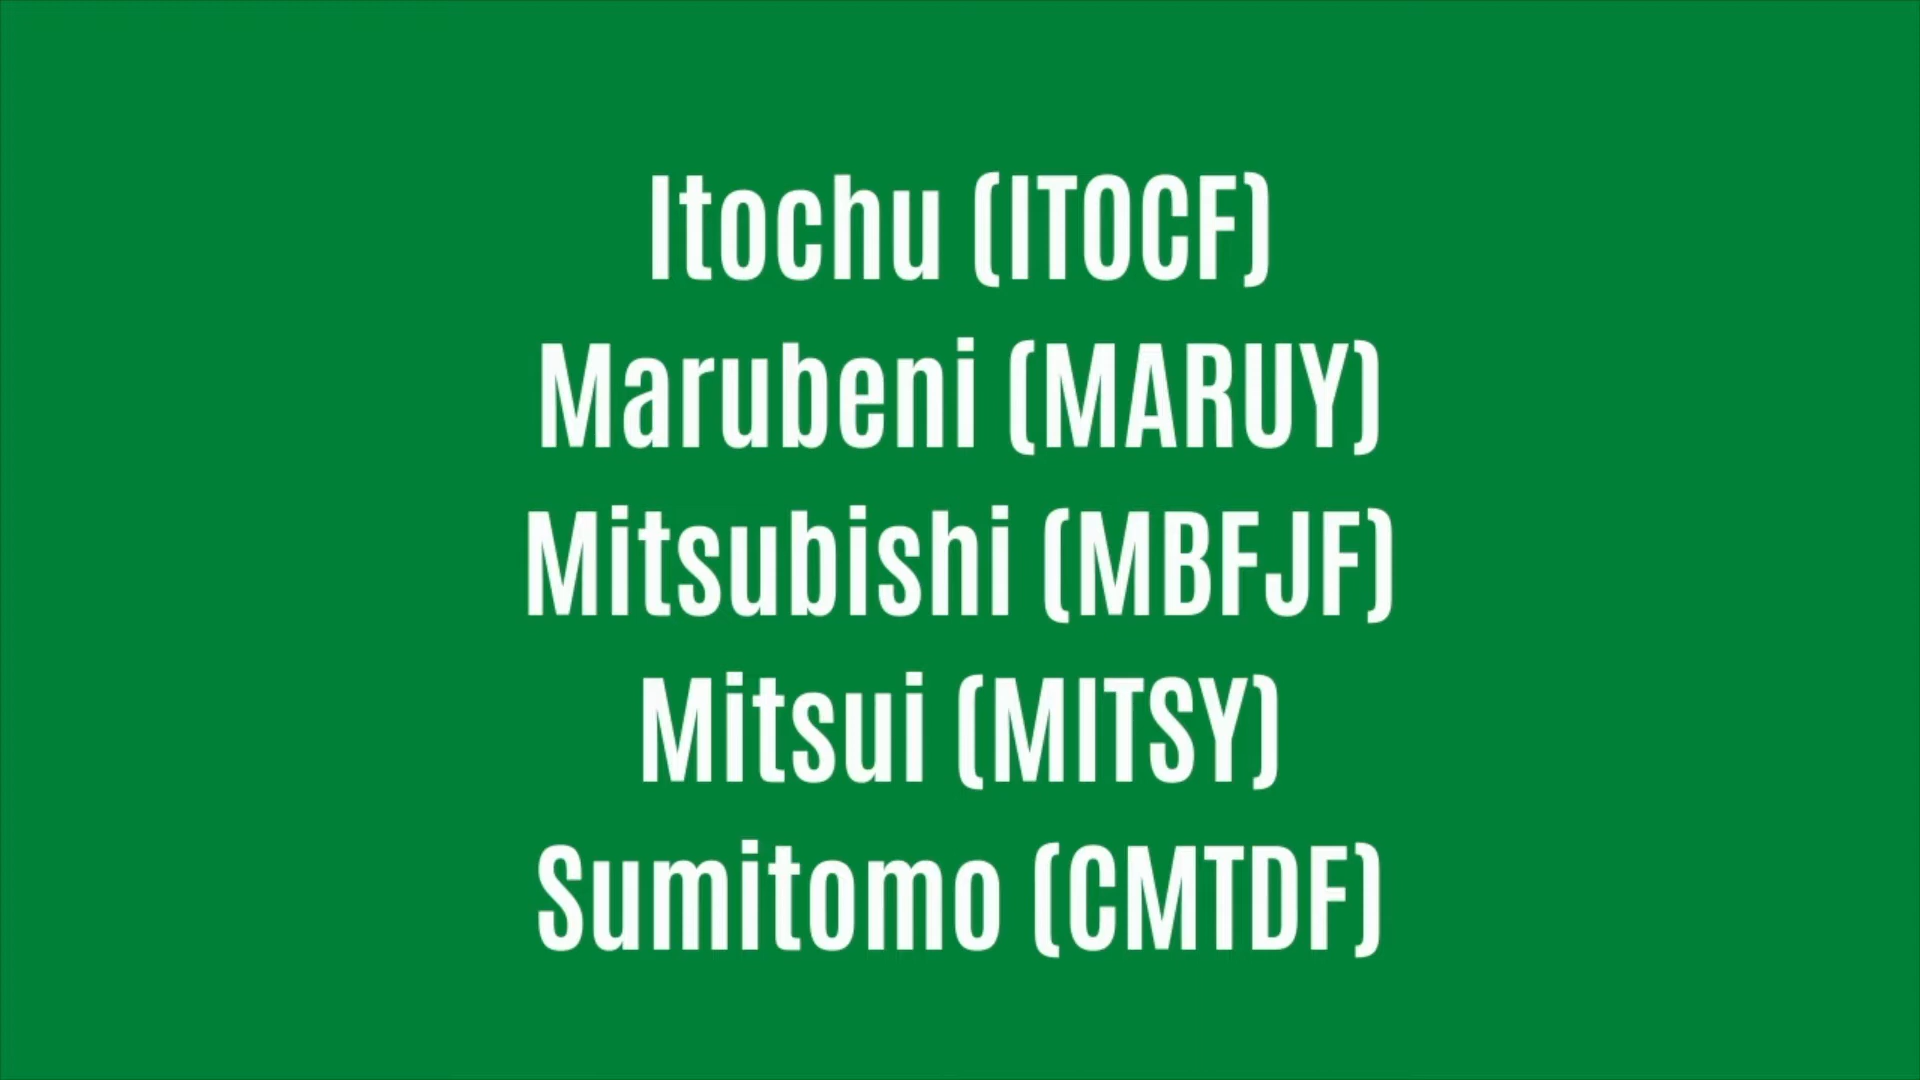 Itochu (ITOCF)
Marubeni (MARUY)
Mitsubishi (MBFJF)
Mitsui (MITSY)
Sumitomo (CMTDF)